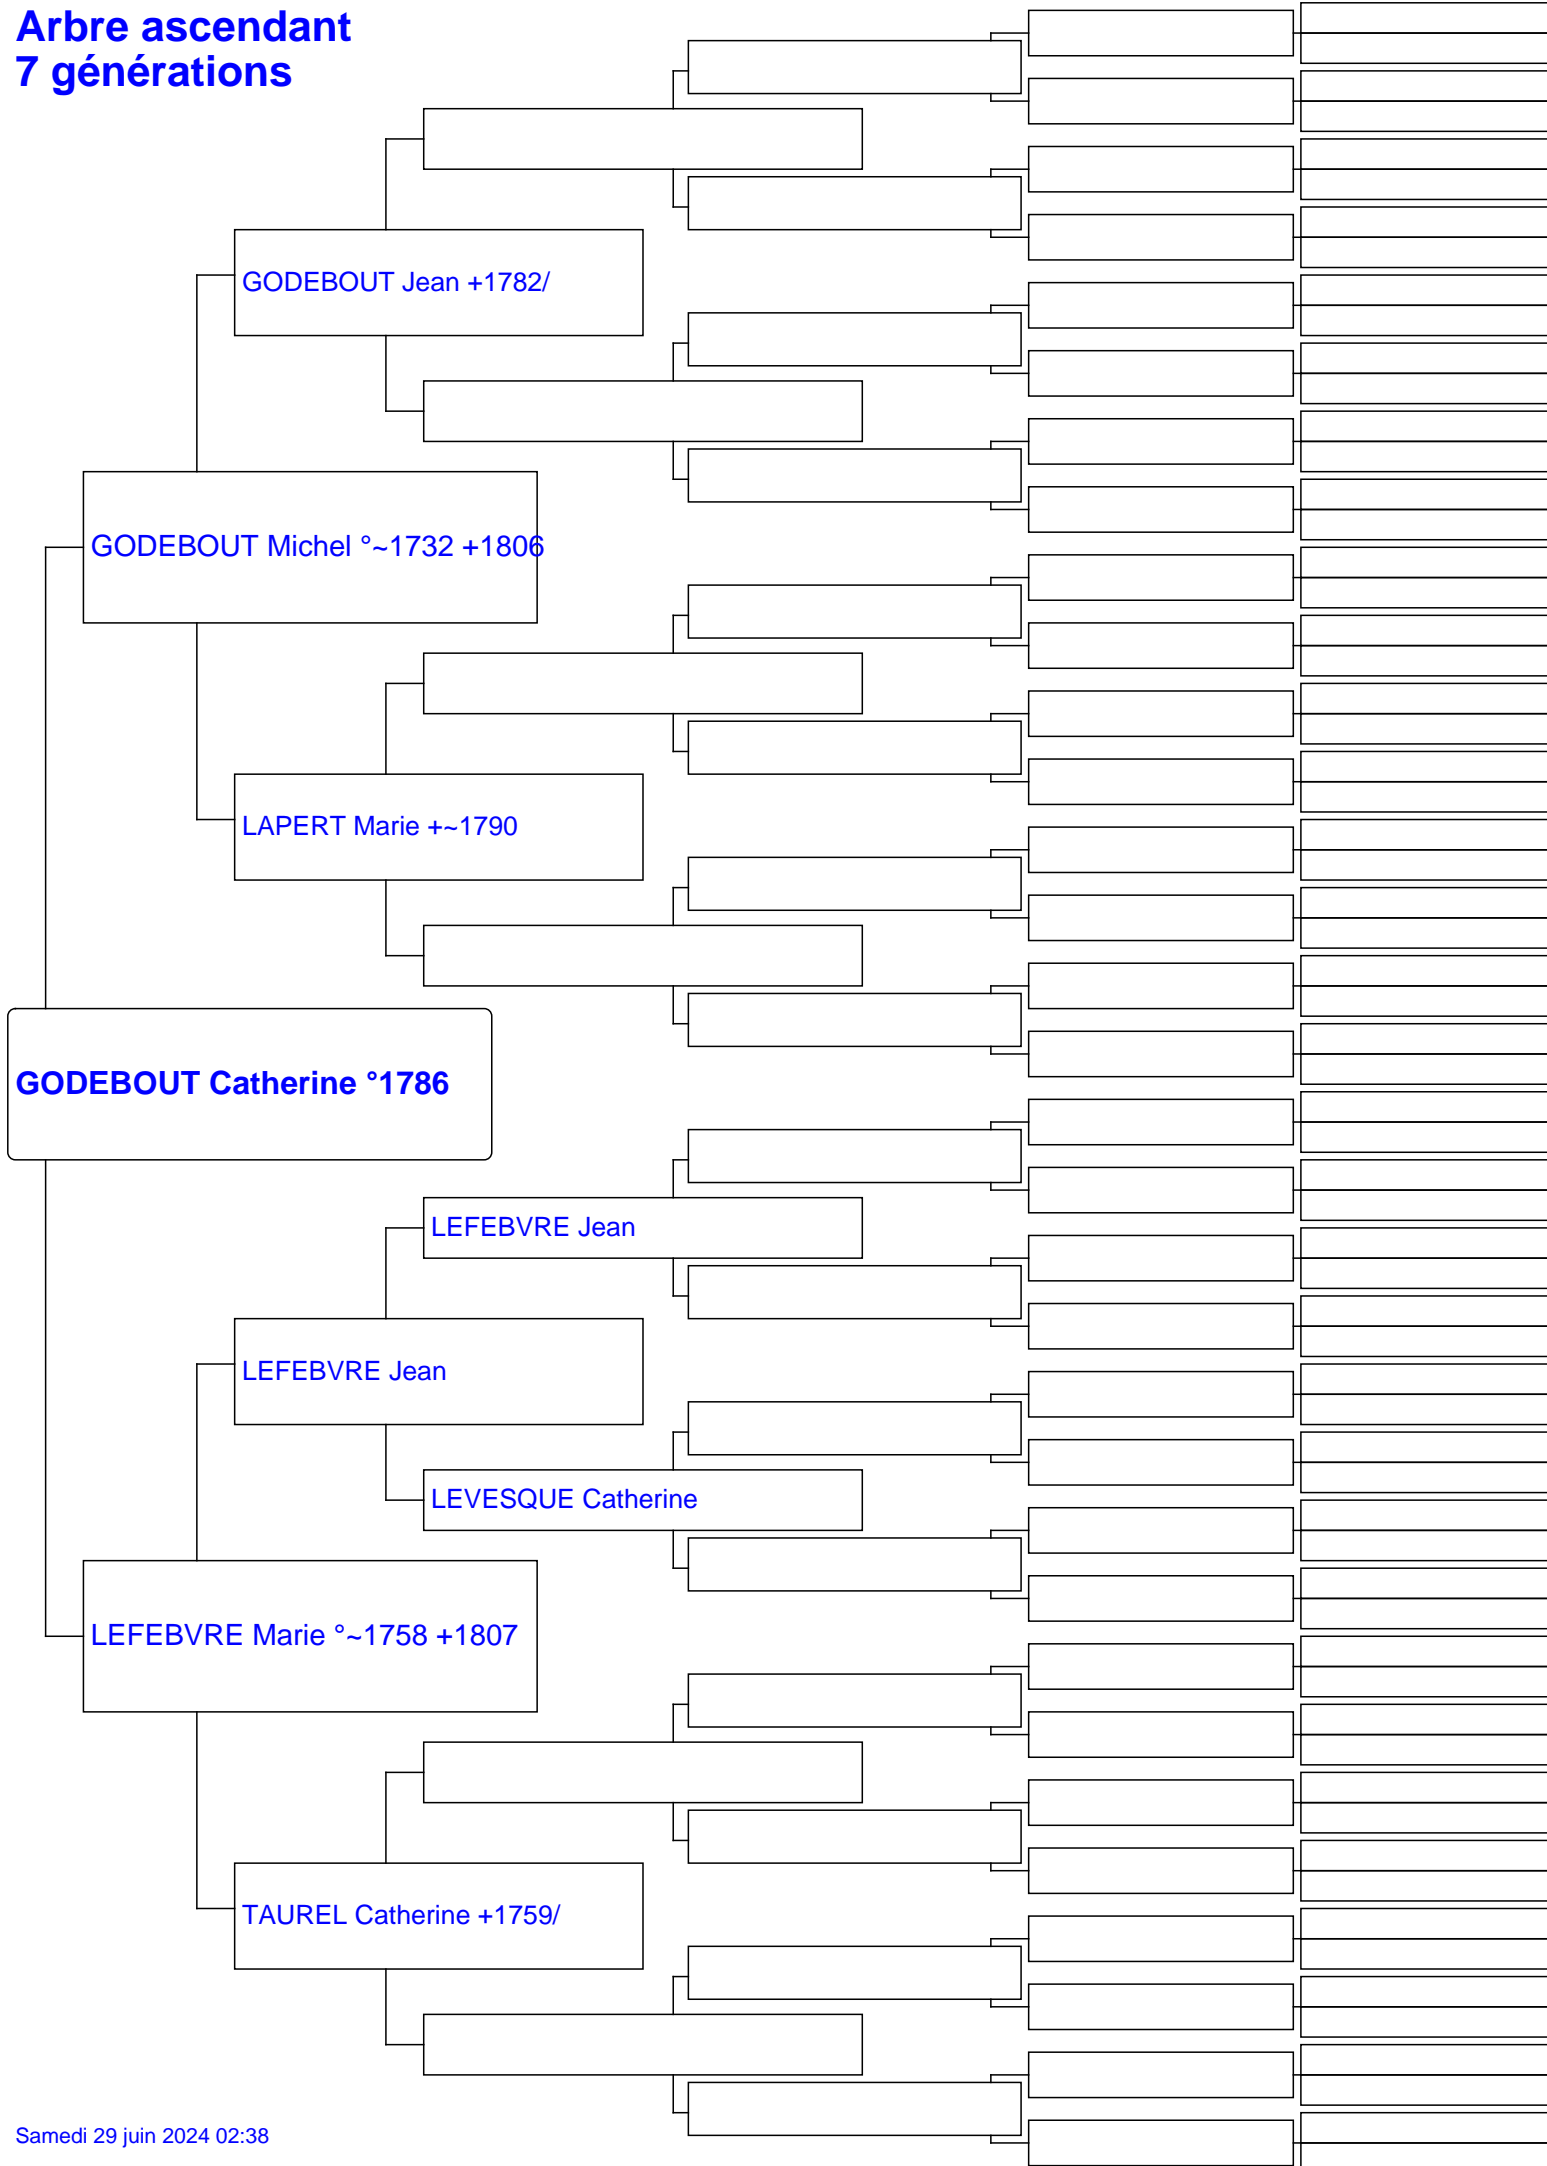 Arbre ascendant
7 générations
GODEBOUT Jean +1782/
GODEBOUT Michel °~1732 +1806
LAPERT Marie +~1790
GODEBOUT Catherine °1786
LEFEBVRE Jean
LEFEBVRE Jean
LEVESQUE Catherine
LEFEBVRE Marie °~1758 +1807
TAUREL Catherine +1759/
Samedi 29 juin 2024 02:38